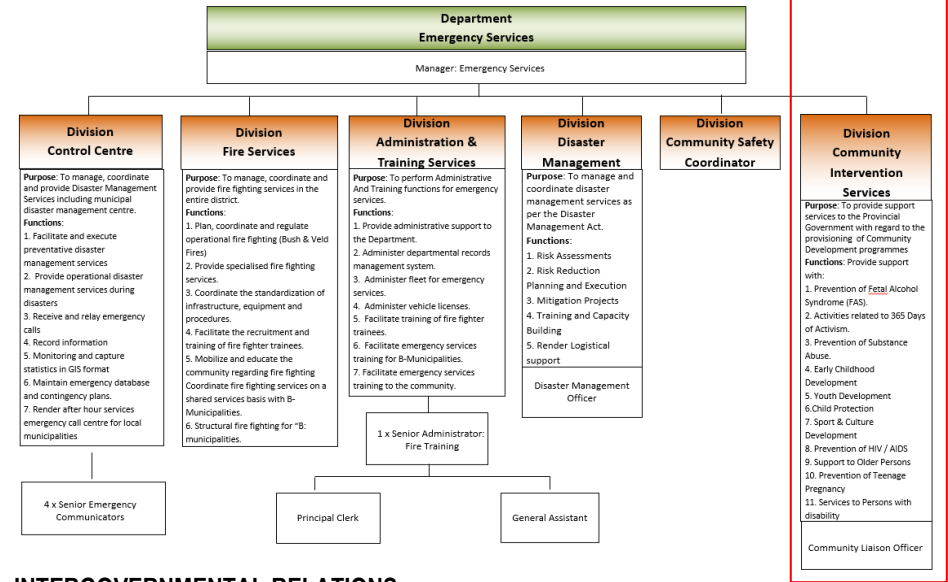 Department
Emergency Services
Manager: Emergency Services
Division
Control Centre
Purpose: To manage, coordinate
and provide Disaster Management
Services including municipal
disaster management centre.
Functions:
1. Facilitate and execute
preventative disaster
management services
2. Provide operational disaster
management services during
disasters
3. Receive and relay emergency
calls
4. Record information
5. Monitoring and capture
statistics in GIS format
6. Maintain emergency database
and contingency plans.
7. Render after hour services
emergency call centre for local
municipalities
4 x Senior Emergency
Communicators
Division
Fire Services
Purpose: To manage, coordinate and
provide fire fighting services in the
entire district.
Functions:
1. Plan, coordinate and regulate
operational fire fighting (Bush & Veld
Fires)
2. Provide specialised fire fighting
services.
3. Coordinate the standardization of
infrastructure, equipment and
procedures.
4. Facilitate the recruitment and
training of fire fighter trainees.
5. Mobilize and educate the
community regarding fire fighting
Coordinate fire fighting services on a
shared services basis with B-
Municipalities.
6. Structural fire fighting for "B:
municipalities.
Division
Administration &
Training Services
Purpose: To perform Administrative
And Training functions for emergency
services.
Functions:
1. Provide administrative support to
the Department.
2. Administer departmental records
management system.
3. Administer fleet for emergency
services.
4. Administer vehicle licenses.
5. Facilitate training of fire fighter
trainees.
6. Facilitate emergency services
training for B-Municipalities.
7. Facilitate emergency services
training to the community.
1 x Senior Administrator:
Fire Training
Principal Clerk
General Assistant
Division
Disaster
Management
Purpose: To manage and
coordinate disaster
management services as
per the Disaster
Management Act.
Functions:
1. Risk Assessments
2. Risk Reduction
Planning and Execution
3. Mitigation Projects
4. Training and Capacity
Building
5. Render Logistical
support
Disaster Management
Officer
Division
Community Safety
Coordinator
Division
Community
Intervention
Services
Purpose: To provide support
services to the Provincial
Government with regard to the
provisioning of Community
Development programmes
Functions: Provide support
with:
1. Prevention of Fetal Alcohol
Syndrome (FAS).
2. Activities related to 365 Days
of Activism.
3. Prevention of Substance
Abuse.
4. Early Childhood
Development
5. Youth Development
6.Child Protection
7. Sport & Culture
Development
8. Prevention of HIV / AIDS
9. Support to Older Persons
10. Prevention of Teenage
Pregnancy
11. Services to Persons with
disability
Community Liaison Officer
INTERGOVERNMENTAL RELATIONS